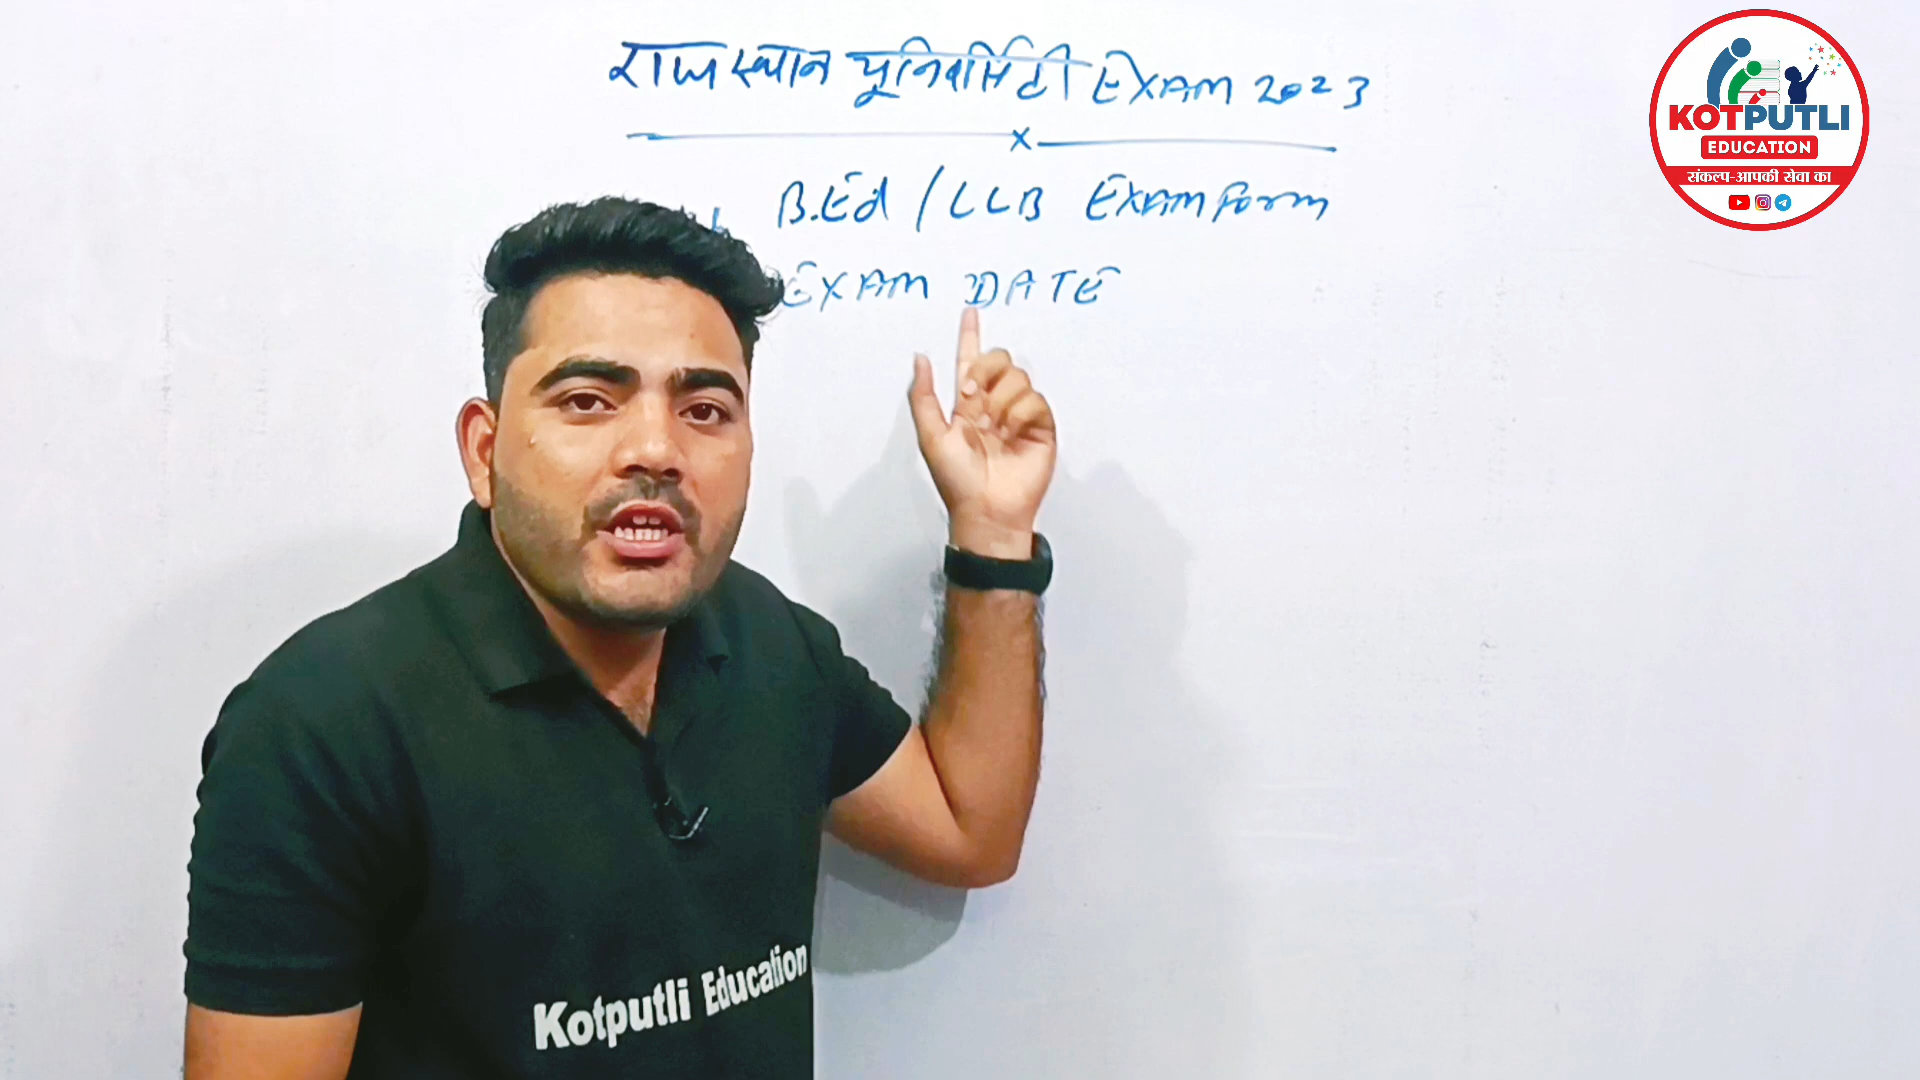 राजस्थान यूनिवर्सिटी EXAM 2023
x
B.Ed / LLB EXAM Form
EXAM DATE
KOTPUTLI
EDUCATION
संकल्प-आपकी सेवा का
Kotputli Education